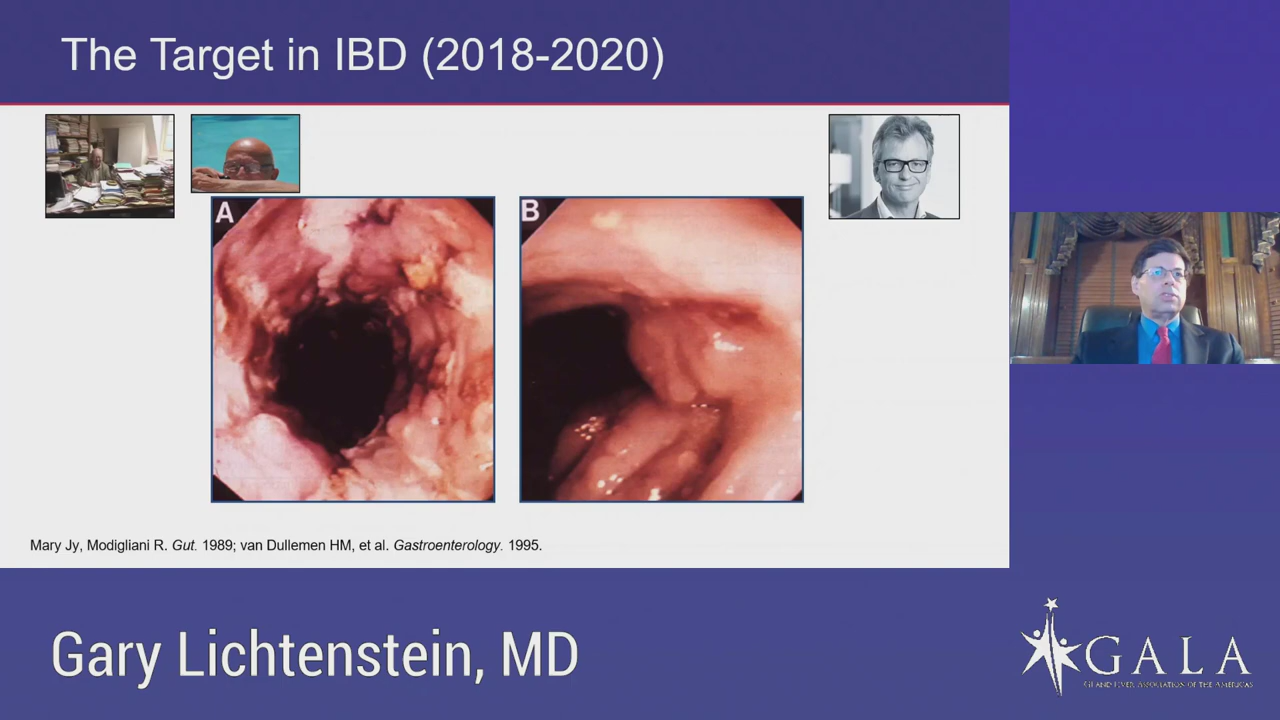 The Target in IBD (2018-2020)
A
B
Mary Jy, Modigliani R. Gut. 1989; van Dullemen HM, et al. Gastroenterology. 1995.
Gary Lichtenstein, MD
GALA
GI AND LIVER ASSOCIATION OF THE AMERICAS